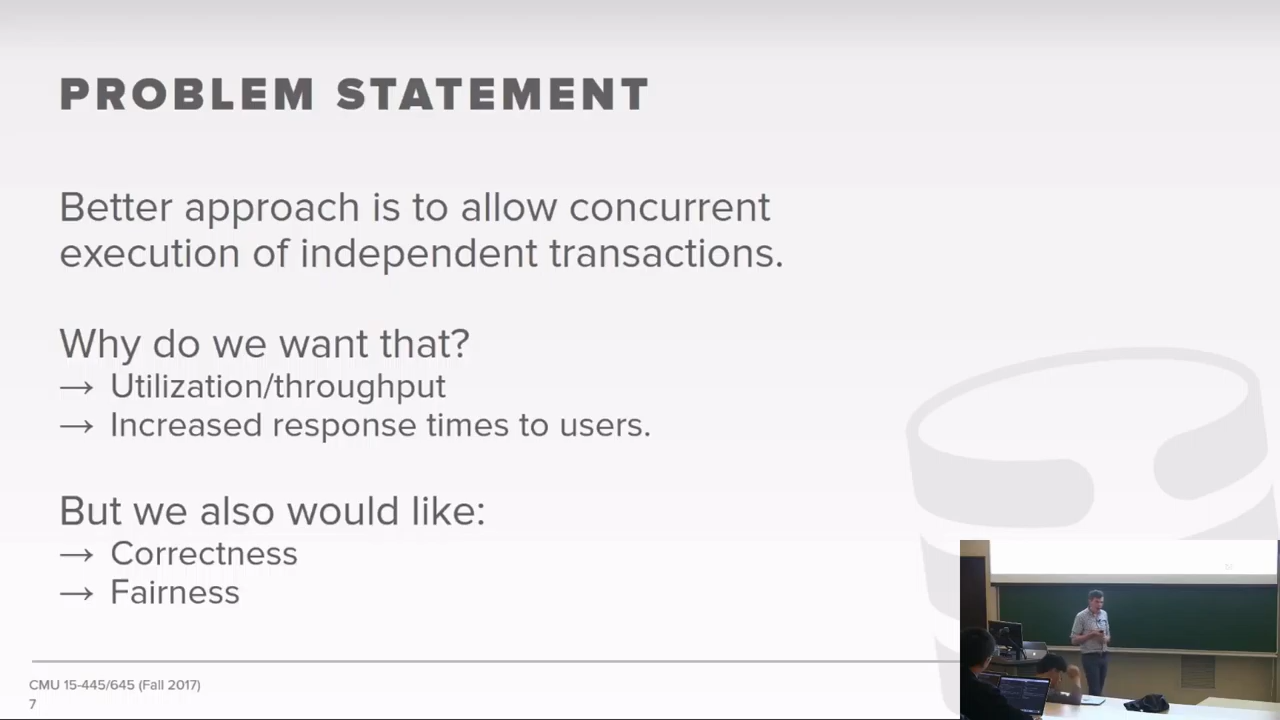 PROBLEM STATEMENT
Better approach is to allow concurrent
execution of independent transactions.
Why do we want that?
→ Utilization/throughput
→ Increased response times to users.
But we also would like:
→ Correctness
→ Fairness
CMU 15-445/645 (Fall 2017)
7